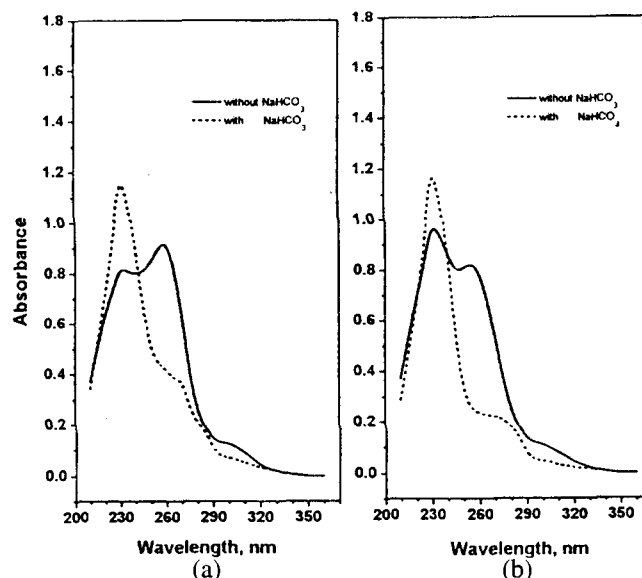 1.8
1.6
1.4
1.2
1.0
0.8
0.6
0.4
0.2
0.0
Absorbance
without NaHCO3
with NaHCO3
200 230 260 290 320 350
Wavelength, nm
(a)
1.8
1.6
1.4
1.2
1.0
0.8
0.6
0.4
0.2
0.0
without NaHCO3
with NaHCO4
200 230 260 290 320 350
Wavelength, nm
(b)